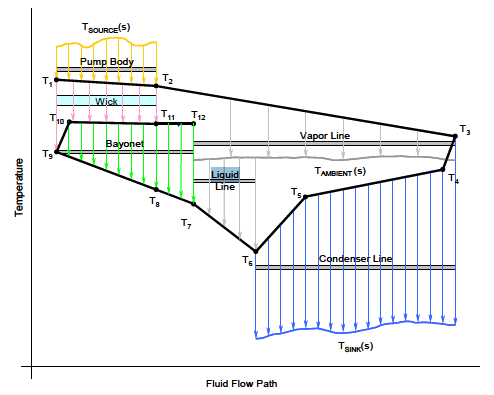 TSOURCE(s)
Pump Body
T1
T2
Wick
T10
T11
T12
T3
Vapor Line
Bayonet
T9
TAMBIENT (s)
Liquid
Line
T4
T5
T8
T7
T6
Condenser Line
TSINK(s)
Temperature
Fluid Flow Path